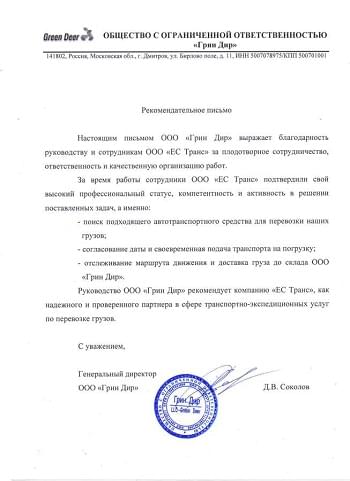 Green Deer
ОБЩЕСТВО С ОГРАНИЧЕННОЙ ОТВЕТСТВЕННОСТЬЮ
«Грин Дир»
141802, Россия, Московская обл., г. Дмитров, ул. Бирлово поле, д. 11, ИНН 5007078975/КПП 500701001
Рекомендательное письмо
Настоящим письмом ООО «Грин Дир» выражает благодарность
руководству и сотрудникам ООО «ЕС Транс» за плодотворное сотрудничество,
ответственность и качественную организацию работ.
За время работы сотрудники ООО «ЕС Транс» подтвердили свой
высокий профессиональный статус, компетентность и активность в решении
поставленных задач, а именно:
- поиск подходящего автотранспортного средства для перевозки наших
грузов;
- согласование даты и своевременная подача транспорта на погрузку;
- отслеживание маршрута движения и доставка груза до склада ООО
«Грин Дир».
Руководство ООО «Грин Дир» рекомендует компанию «ЕС Транс», как
надежного и проверенного партнера в сфере транспортно-экспедиционных услуг
по перевозке грузов.
С уважением,
Генеральный директор
ООО «Грин Дир»
Д.В. Соколов
Грин Дир
LLC «Green Deer»